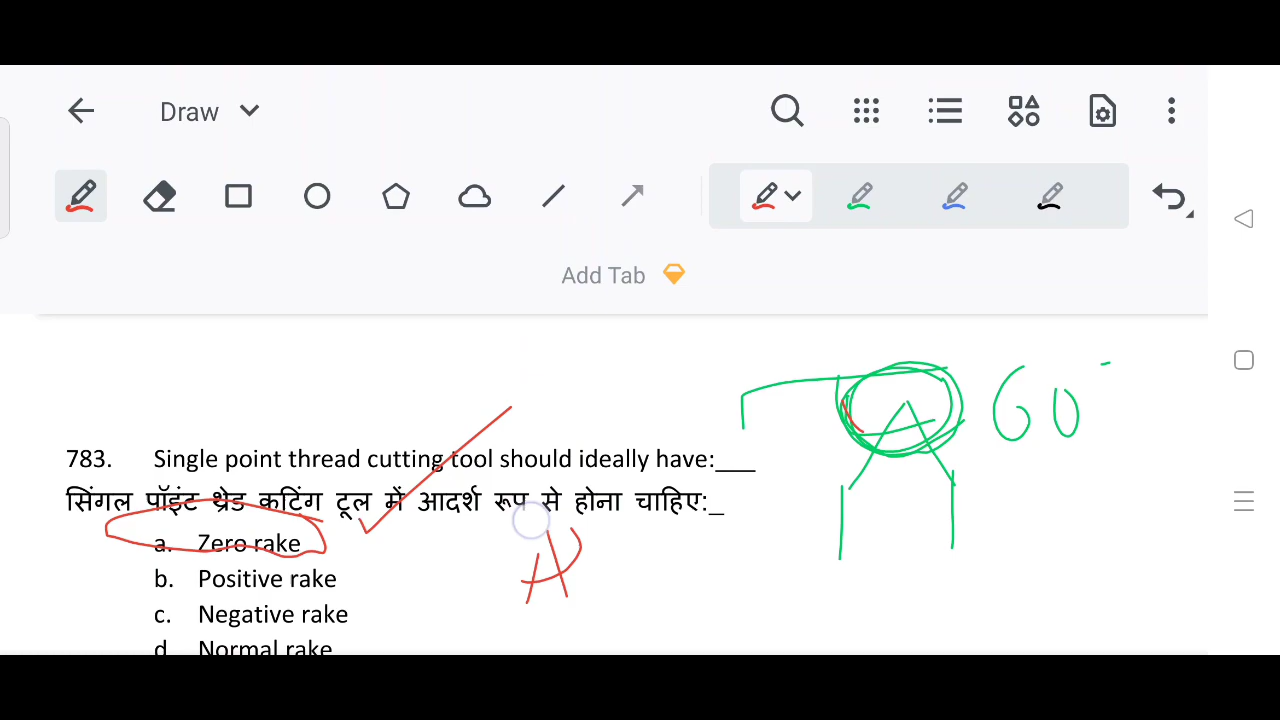 Draw
Add Tab
60°
783. Single point thread cutting tool should ideally have:___
सिंगल पॉइंट थ्रेड कटिंग टूल में आदर्श रूप से होना चाहिए:_
a. Zero rake
A
b. Positive rake
c. Negative rake
d. Normal rake